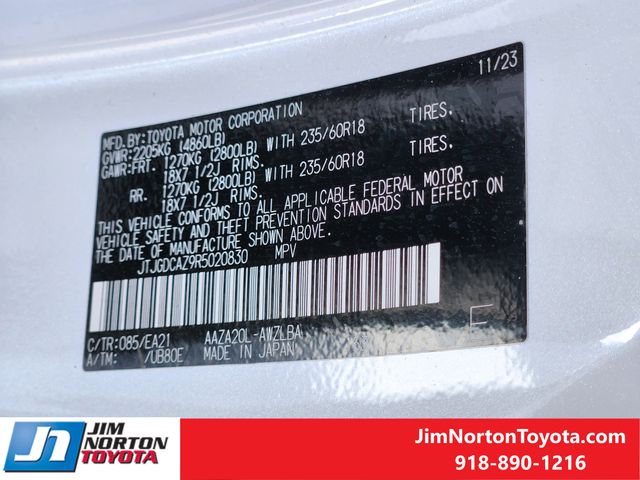 11/23
MFD.BY:TOYOTA MOTOR CORPORATION
GVWR:2205KG (4860LB)
GAWR:FRT. 1270KG (2800LB) WITH 235/60R18 TIRES,
18X7 1/2J RIMS.
RR. 1270KG (2800LB) WITH 235/60R18 TIRES,
18X7 1/2J RIMS.
THIS VEHICLE CONFORMS TO ALL APPLICABLE FEDERAL MOTOR
VEHICLE SAFETY AND THEFT PREVENTION STANDARDS IN EFFECT ON
THE DATE OF MANUFACTURE SHOWN ABOVE.
JTJGDCAZ9R5020830 MPV
C/TR:085/EA21 AAZA20L-AWZLBA
A/TM: /UB80E MADE IN JAPAN
E
JN JIM
NORTON
TOYOTA
JimNortonToyota.com
918-890-1216